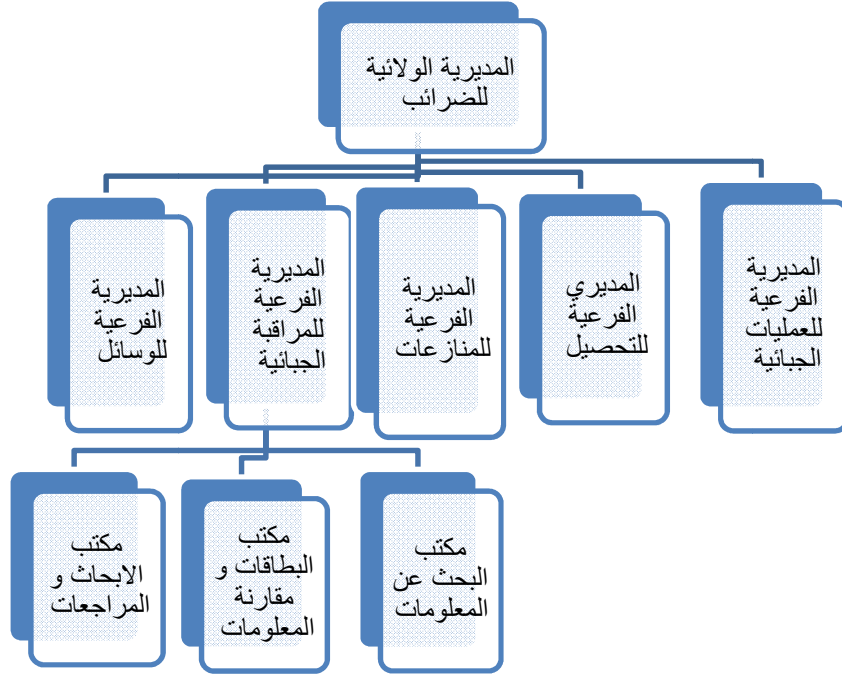 المديرية الولائية
للضرائب
المديرية
الفرعية
للعمليات
الجبائية
المديري
الفرعية
للتحصيل
المديرية
الفرعية
للمنازعات
المديرية
الفرعية
للمراقبة
الجبائية
المديرية
الفرعية
للوسائل
مكتب
البحث عن
المعلومات
مكتب
البطاقات و
مقارنة
المعلومات
مكتب
الابحاث و
المراجعات